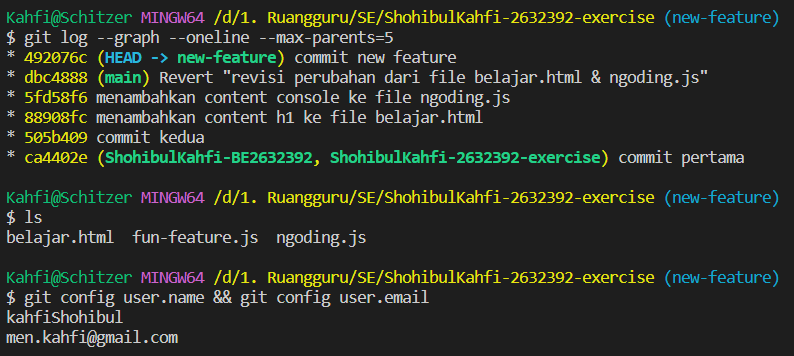 Kahfi@Schitzer MINGW64 /d/1. Ruangguru/SE/ShohibulKahfi-2632392-exercise (new-feature)
$ git log --graph --oneline --max-parents=5
* 492076c (HEAD -> new-feature) commit new feature
* dbc4888 (main) Revert "revisi perubahan dari file belajar.html & ngoding.js"
* 5fd58f6 menambahkan content console ke file ngoding.js
* 88908fc menambahkan content h1 ke file belajar.html
* 505b409 commit kedua
* ca4402e (ShohibulKahfi-BE2632392, ShohibulKahfi-2632392-exercise) commit pertama
Kahfi@Schitzer MINGW64 /d/1. Ruangguru/SE/ShohibulKahfi-2632392-exercise (new-feature)
$ ls
belajar.html  fun-feature.js  ngoding.js
Kahfi@Schitzer MINGW64 /d/1. Ruangguru/SE/ShohibulKahfi-2632392-exercise (new-feature)
$ git config user.name && git config user.email
kahfiShohibul
men.kahfi@gmail.com